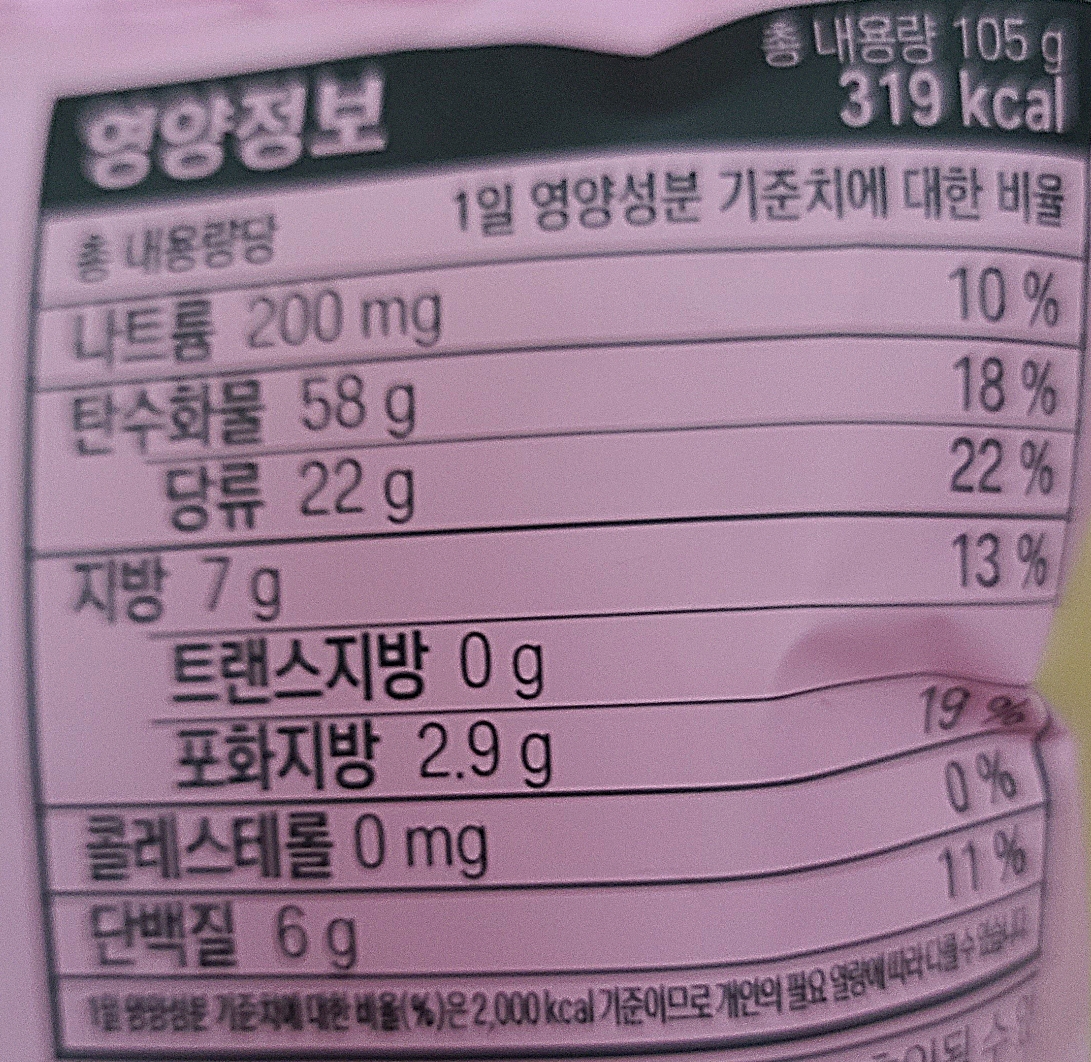 총 내용량 105 g
영양정보 319 kcal
총 내용량당 1일 영양성분 기준치에 대한 비율
나트륨 200 mg 10 %
탄수화물 58 g 18 %
당류 22 g 22 %
지방 7 g 13 %
트랜스지방 0 g
포화지방 2.9 g 19 %
콜레스테롤 0 mg 0 %
단백질 6 g 11 %
1일 영양성분 기준치에 대한 비율(%)은 2,000 kcal 기준이므로 개인의 필요 열량에 따라 다를 수 있습니다